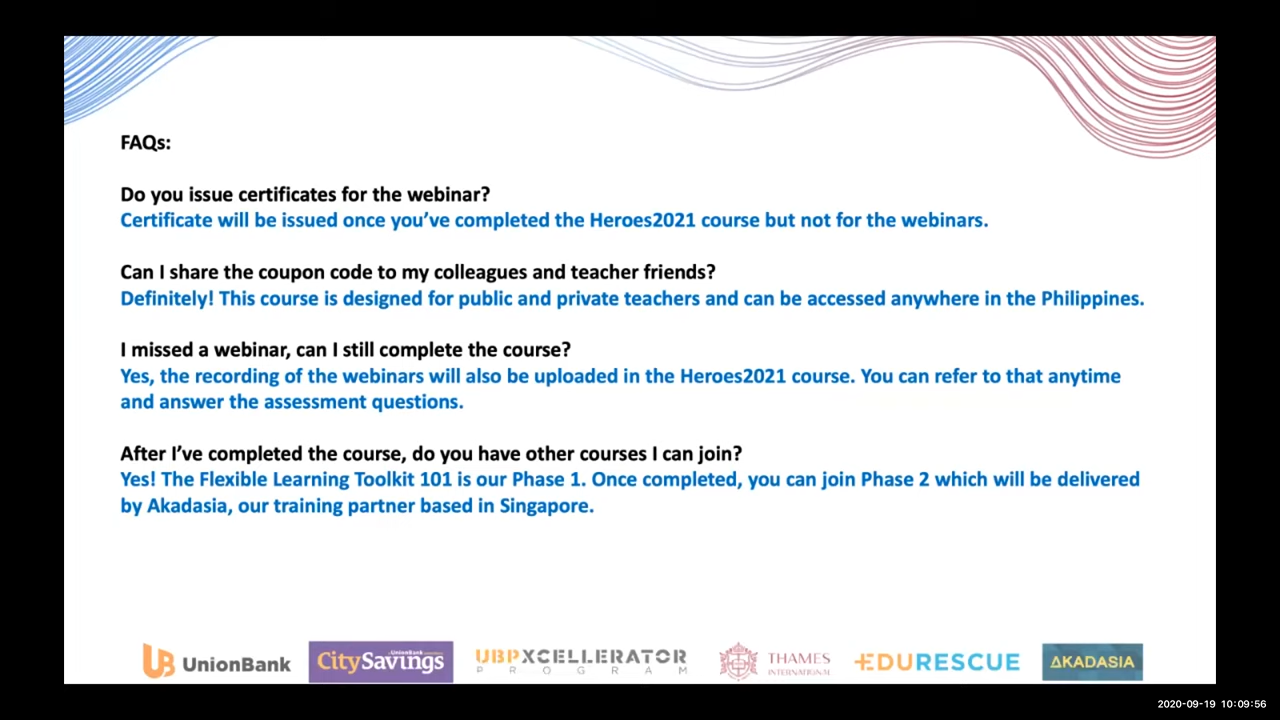 FAQs:
Do you issue certificates for the webinar?
Certificate will be issued once you’ve completed the Heroes2021 course but not for the webinars.
Can I share the coupon code to my colleagues and teacher friends?
Definitely! This course is designed for public and private teachers and can be accessed anywhere in the Philippines.
I missed a webinar, can I still complete the course?
Yes, the recording of the webinars will also be uploaded in the Heroes2021 course. You can refer to that anytime
and answer the assessment questions.
After I’ve completed the course, do you have other courses I can join?
Yes! The Flexible Learning Toolkit 101 is our Phase 1. Once completed, you can join Phase 2 which will be delivered
by Akadasia, our training partner based in Singapore.
UB UnionBank
UnionBank
CitySavings
UBPXCELLERATOR
PROGRAM
THAMES
INTERNATIONAL
EDURESCUE
ΔKADASIA
2020-09-19 10:09:56